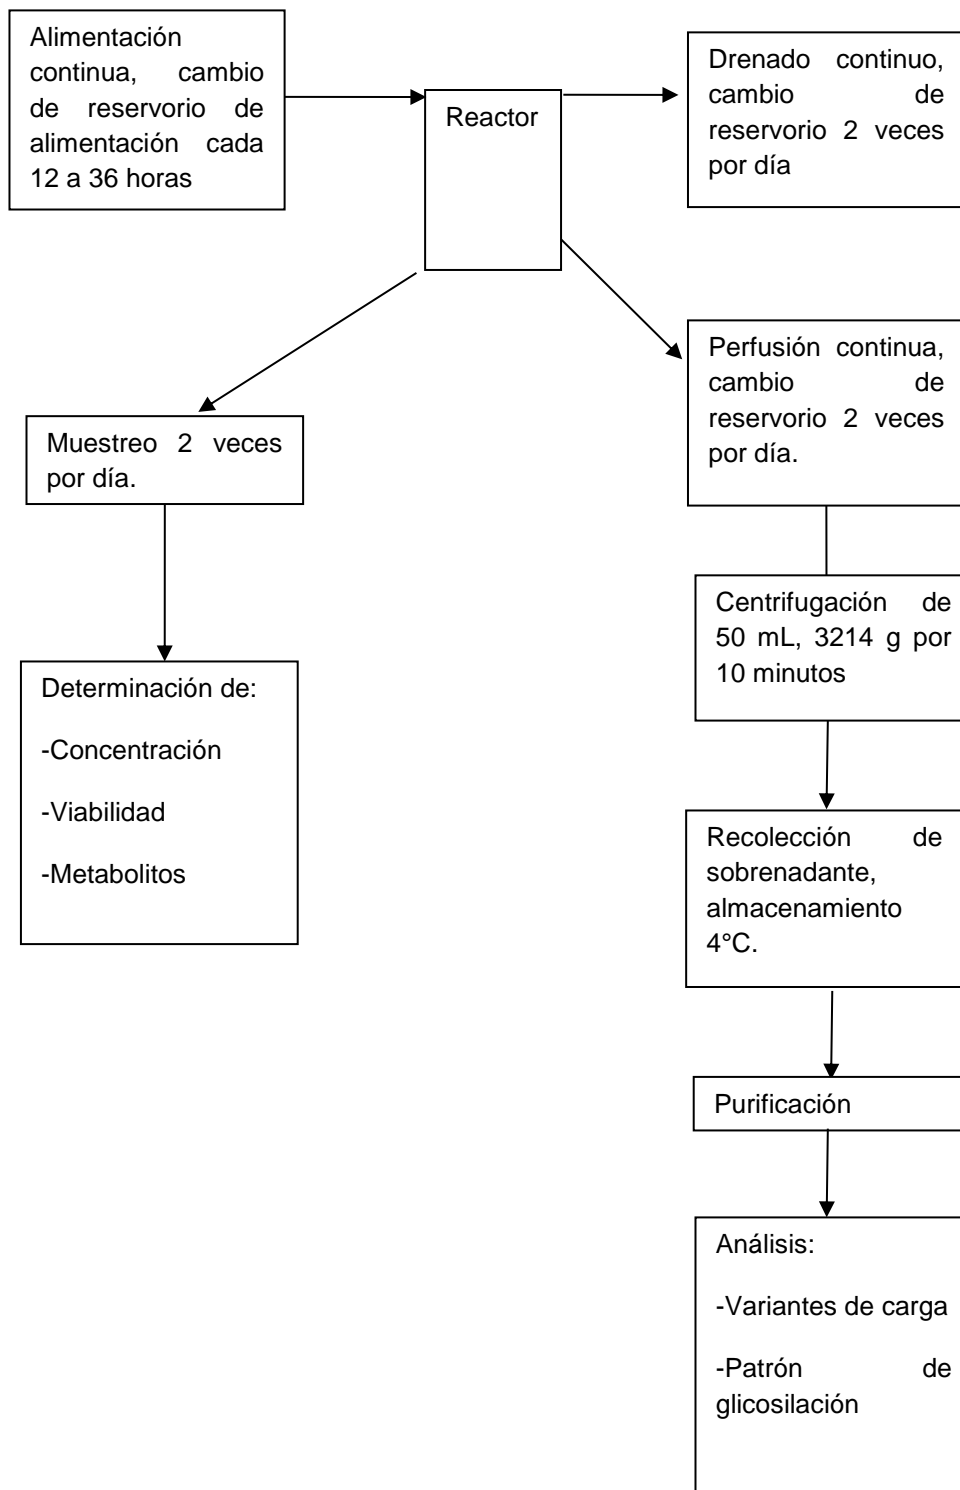 Alimentación
continua, cambio
de reservorio de
alimentación cada
12 a 36 horas
Reactor
Drenado continuo,
cambio de
reservorio 2 veces
por día
Perfusión continua,
cambio de
reservorio 2 veces
por día.
Muestreo 2 veces
por día.
Centrifugación de
50 mL, 3214 g por
10 minutos
Determinación de:
-Concentración
-Viabilidad
-Metabolitos
Recolección de
sobrenadante,
almacenamiento
4°C.
Purificación
Análisis:
-Variantes de carga
-Patrón de
glicosilación